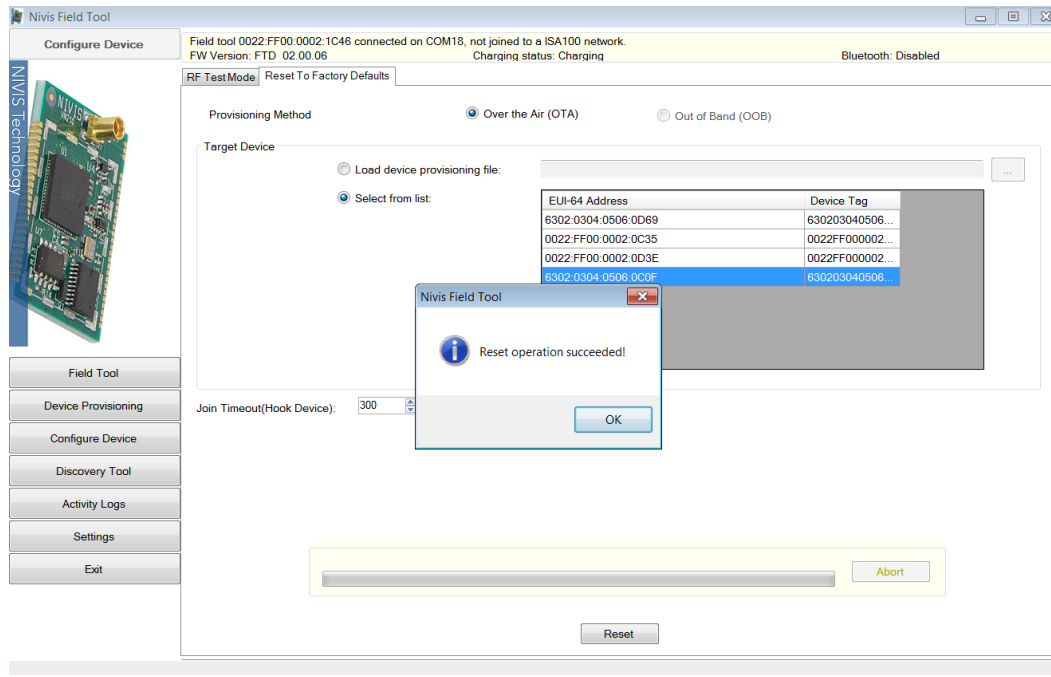 Nivis Field Tool
Configure Device
Field tool 0022:FF00:0002:1C46 connected on COM18, not joined to a ISA100 network.
FW Version: FTD 02.00.06 Charging status: Charging Bluetooth: Disabled
NIVIS Technology
NIVIS
RF Test Mode Reset To Factory Defaults
Provisioning Method Over the Air (OTA) Out of Band (OOB)
Target Device
Load device provisioning file: ...
Select from list:
EUI-64 Address Device Tag
6302:0304:0506:0D69 630203040506...
0022:FF00:0002:0C35 0022FF000002...
0022:FF00:0002:0D3E 0022FF000002...
6302:0304:0506:0C0F 630203040506...
Nivis Field Tool
Reset operation succeeded!
OK
Join Timeout(Hook Device): 300
Field Tool
Device Provisioning
Configure Device
Discovery Tool
Activity Logs
Settings
Exit
Abort
Reset